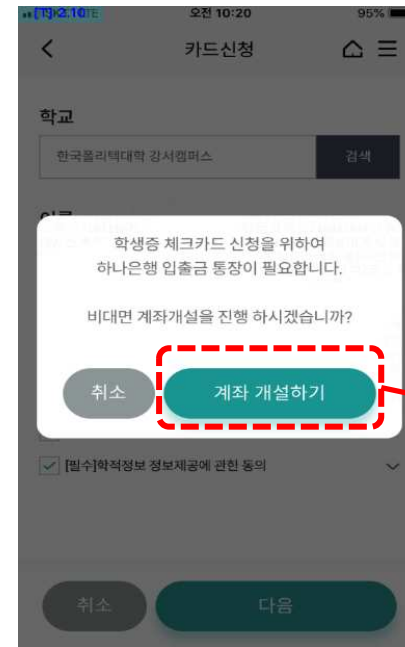 오전 10:20
95%
카드신청
학교
한국폴리텍대학 강서캠퍼스
검색
학생증 체크카드 신청을 위하여
하나은행 입출금 통장이 필요합니다.
비대면 계좌개설을 진행 하시겠습니까?
취소
계좌 개설하기
[필수]학적정보 정보제공에 관한 동의
취소
다음